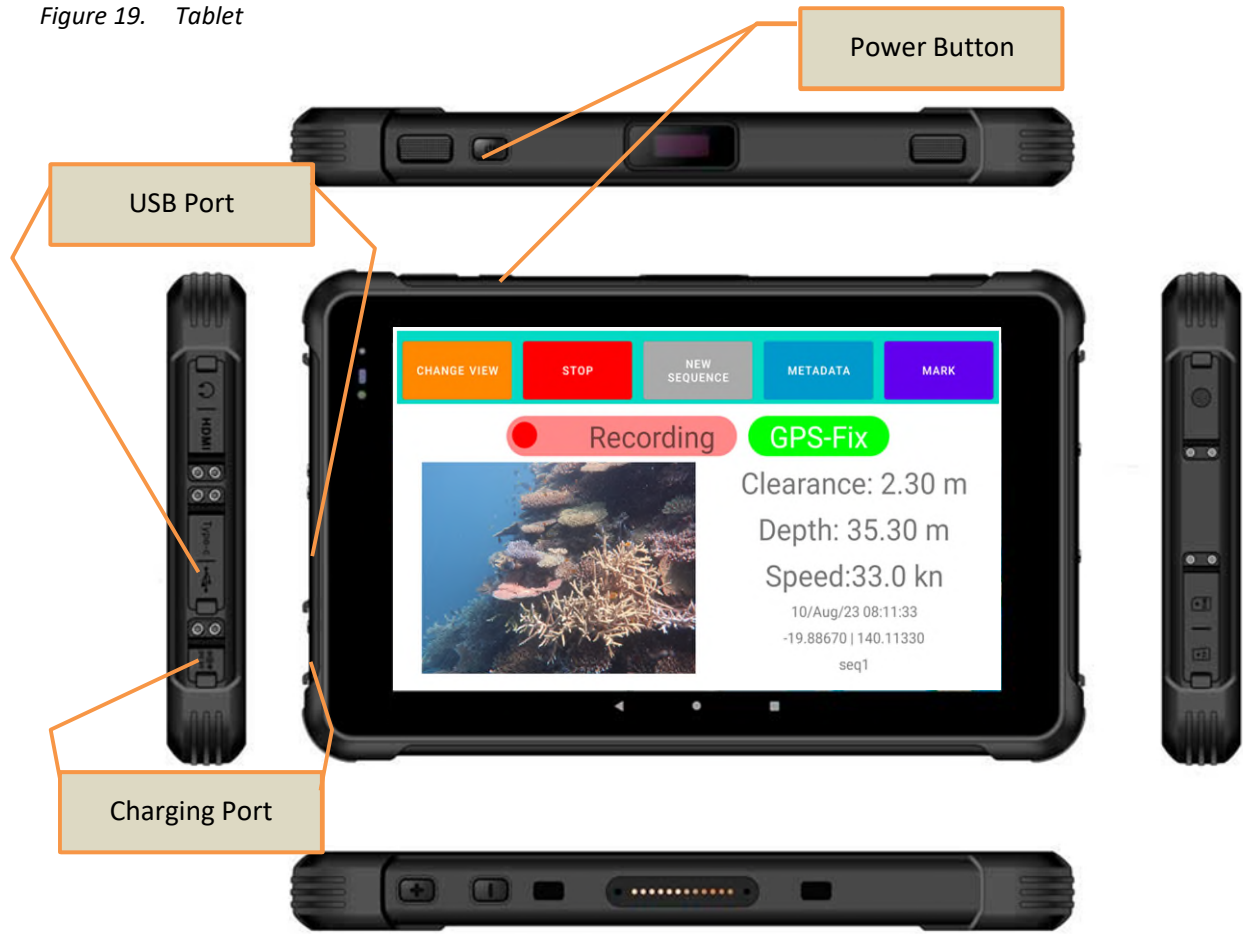 Figure 19. Tablet
Power Button
USB Port
CHANGE VIEW
STOP
NEW
SEQUENCE
METADATA
MARK
Recording
GPS-Fix
Clearance: 2.30 m
Depth: 35.30 m
Speed:33.0 kn
10/Aug/23 08:11:33
-19.88670 | 140.11330
seq1
HDMI
Type-c
Charging Port